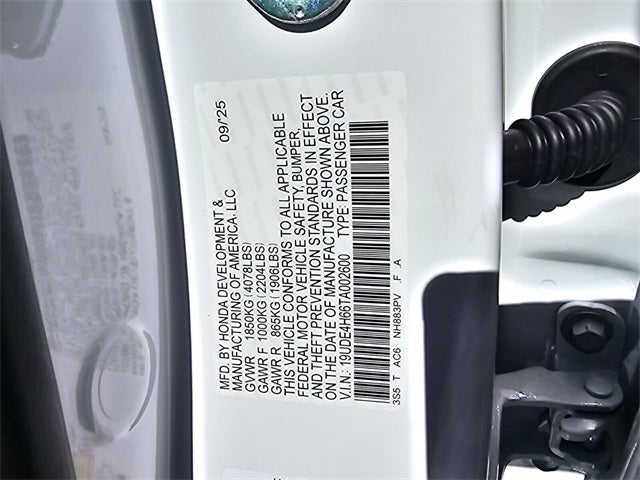 MFD. BY HONDA DEVELOPMENT & 09/25
MANUFACTURING OF AMERICA. LLC
GVWR 1850KG (4078LBS)
GAWR F 1000KG (2204LBS)
GAWR R 865KG (1906LBS)
THIS VEHICLE CONFORMS TO ALL APPLICABLE
FEDERAL MOTOR VEHICLE SAFETY, BUMPER,
AND THEFT PREVENTION STANDARDS IN EFFECT
ON THE DATE OF MANUFACTURE SHOWN ABOVE.
V.I.N: 19UDE4H66TA002600 TYPE: PASSENGER CAR
3S5 T AC6 NH883PV F A